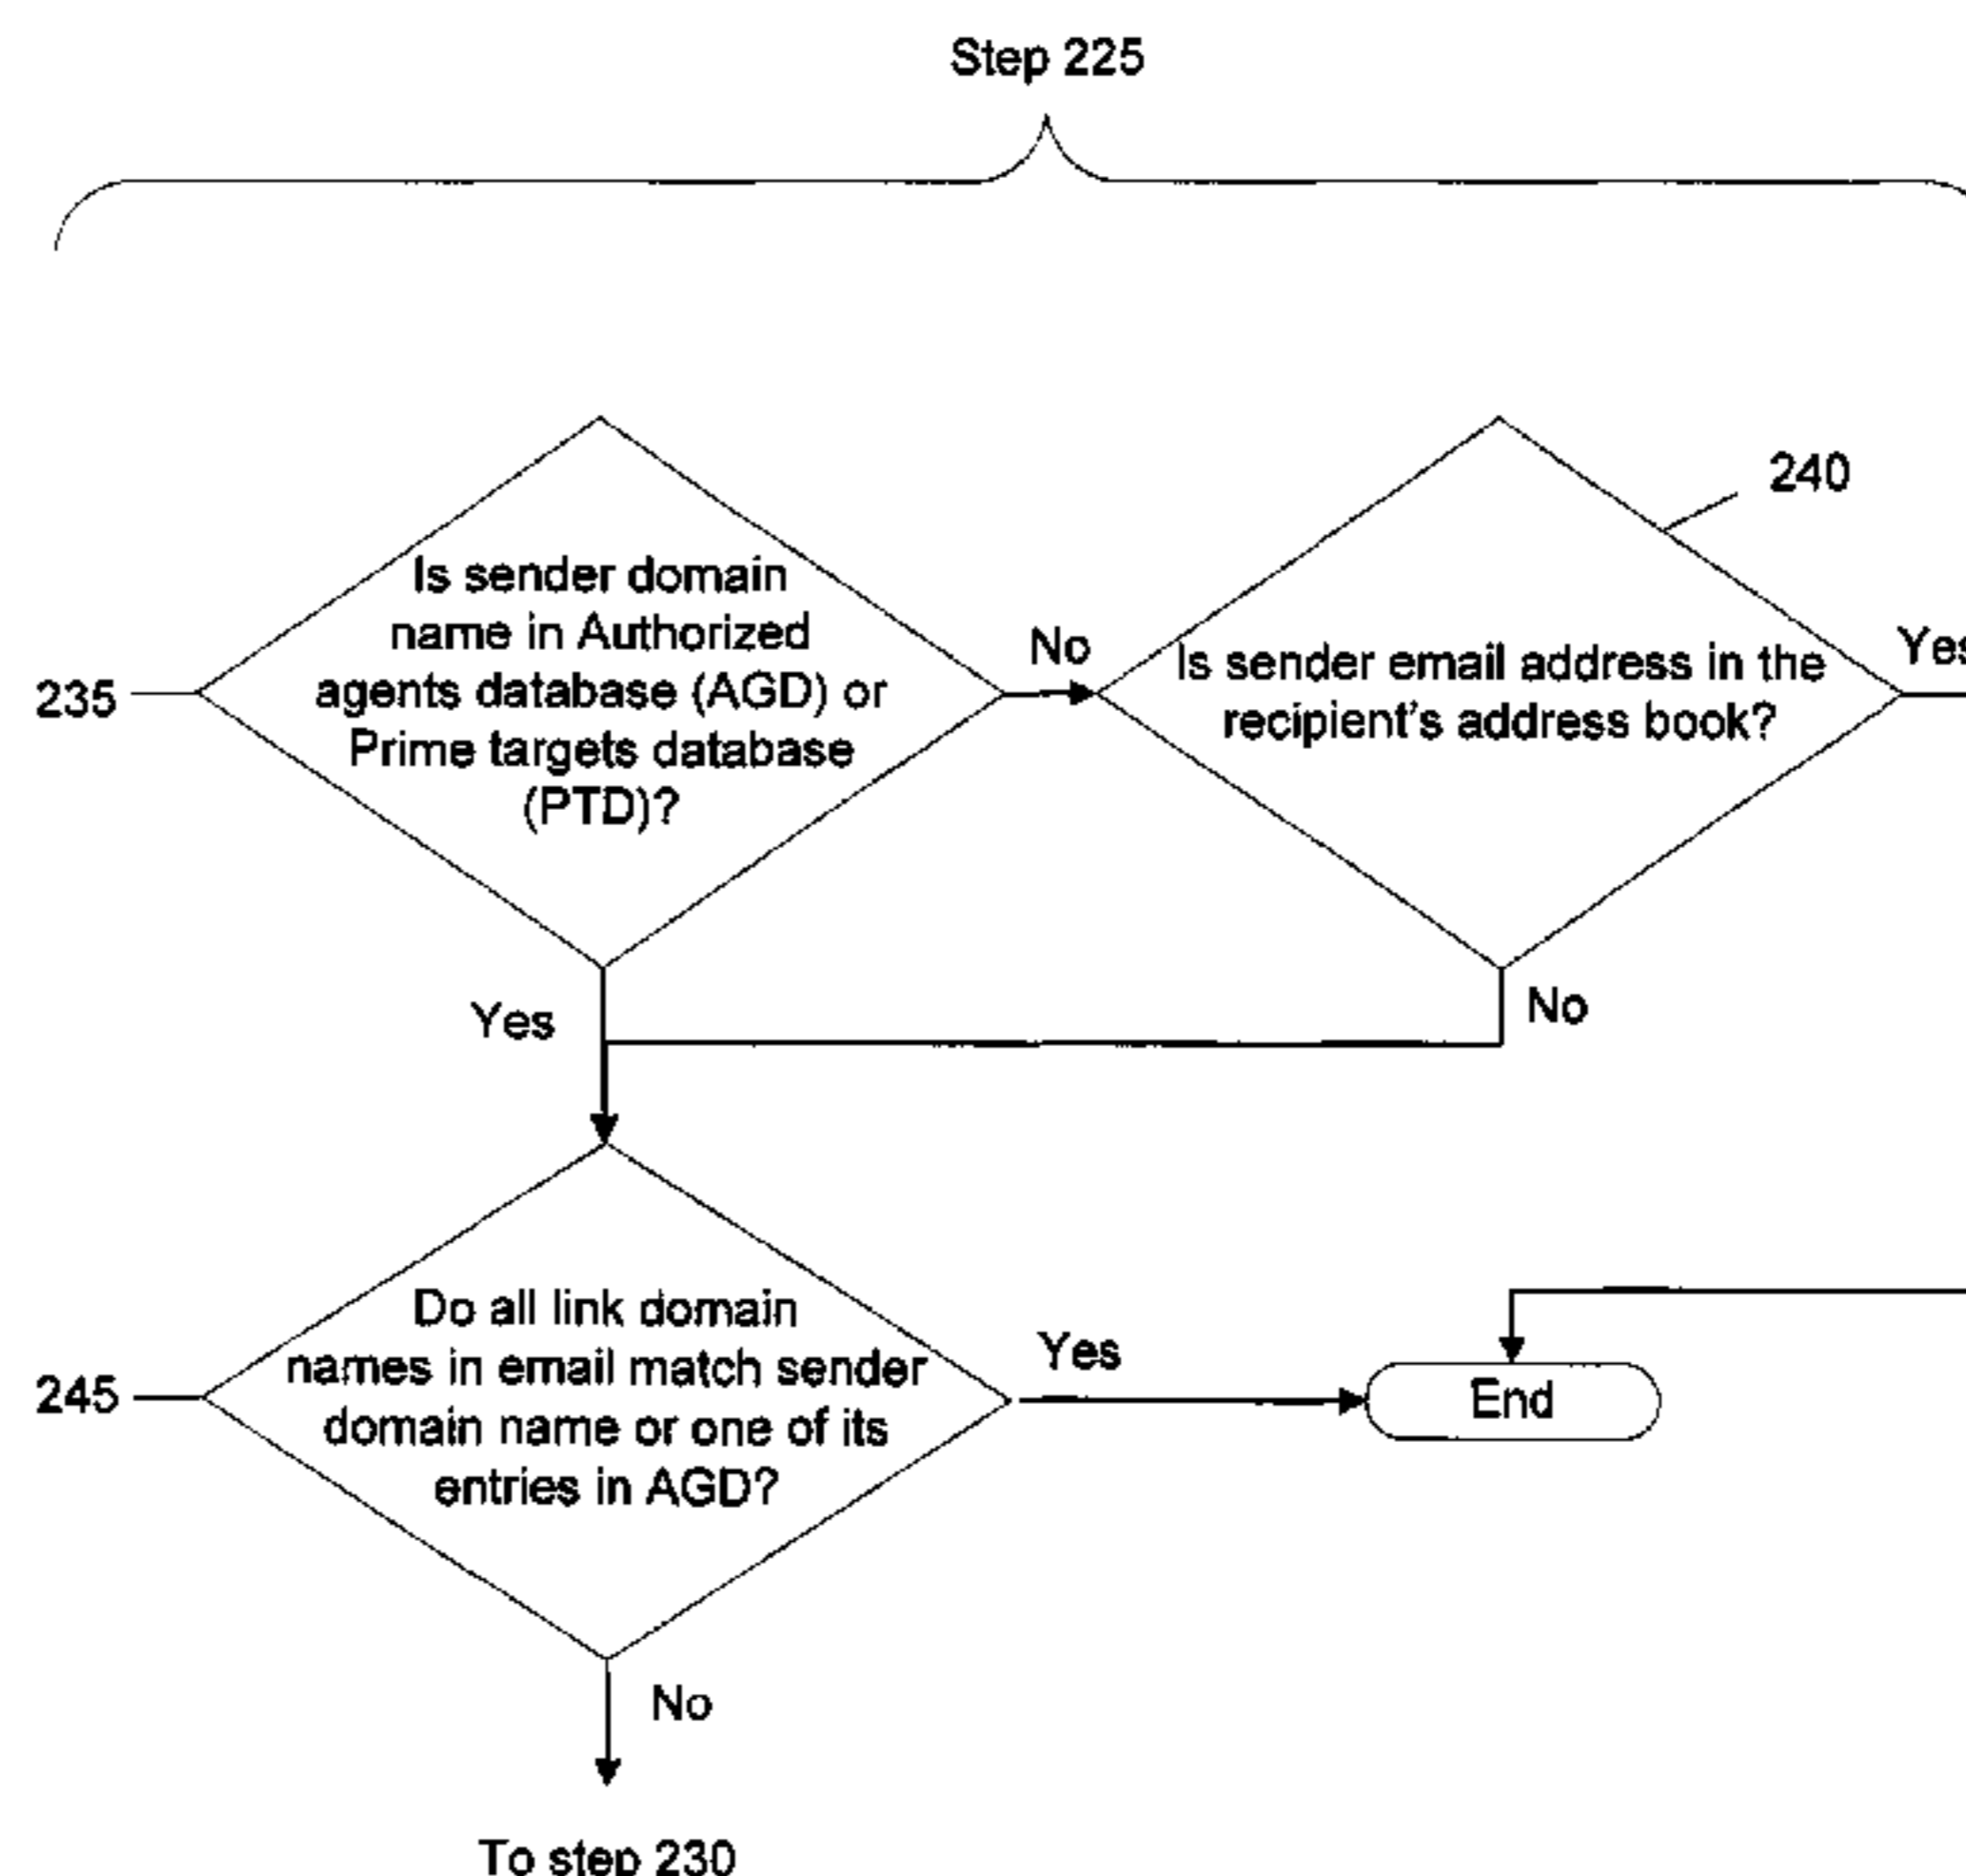 Step 225
240
Is sender domain
name in Authorized
agents database (AGD) or
Prime targets database
(PTD)?
235
No
Is sender email address in the
recipient's address book?
Yes
Yes
No
Do all link domain
names in email match sender
domain name or one of its
entries in AGD?
245
Yes
End
No
To step 230